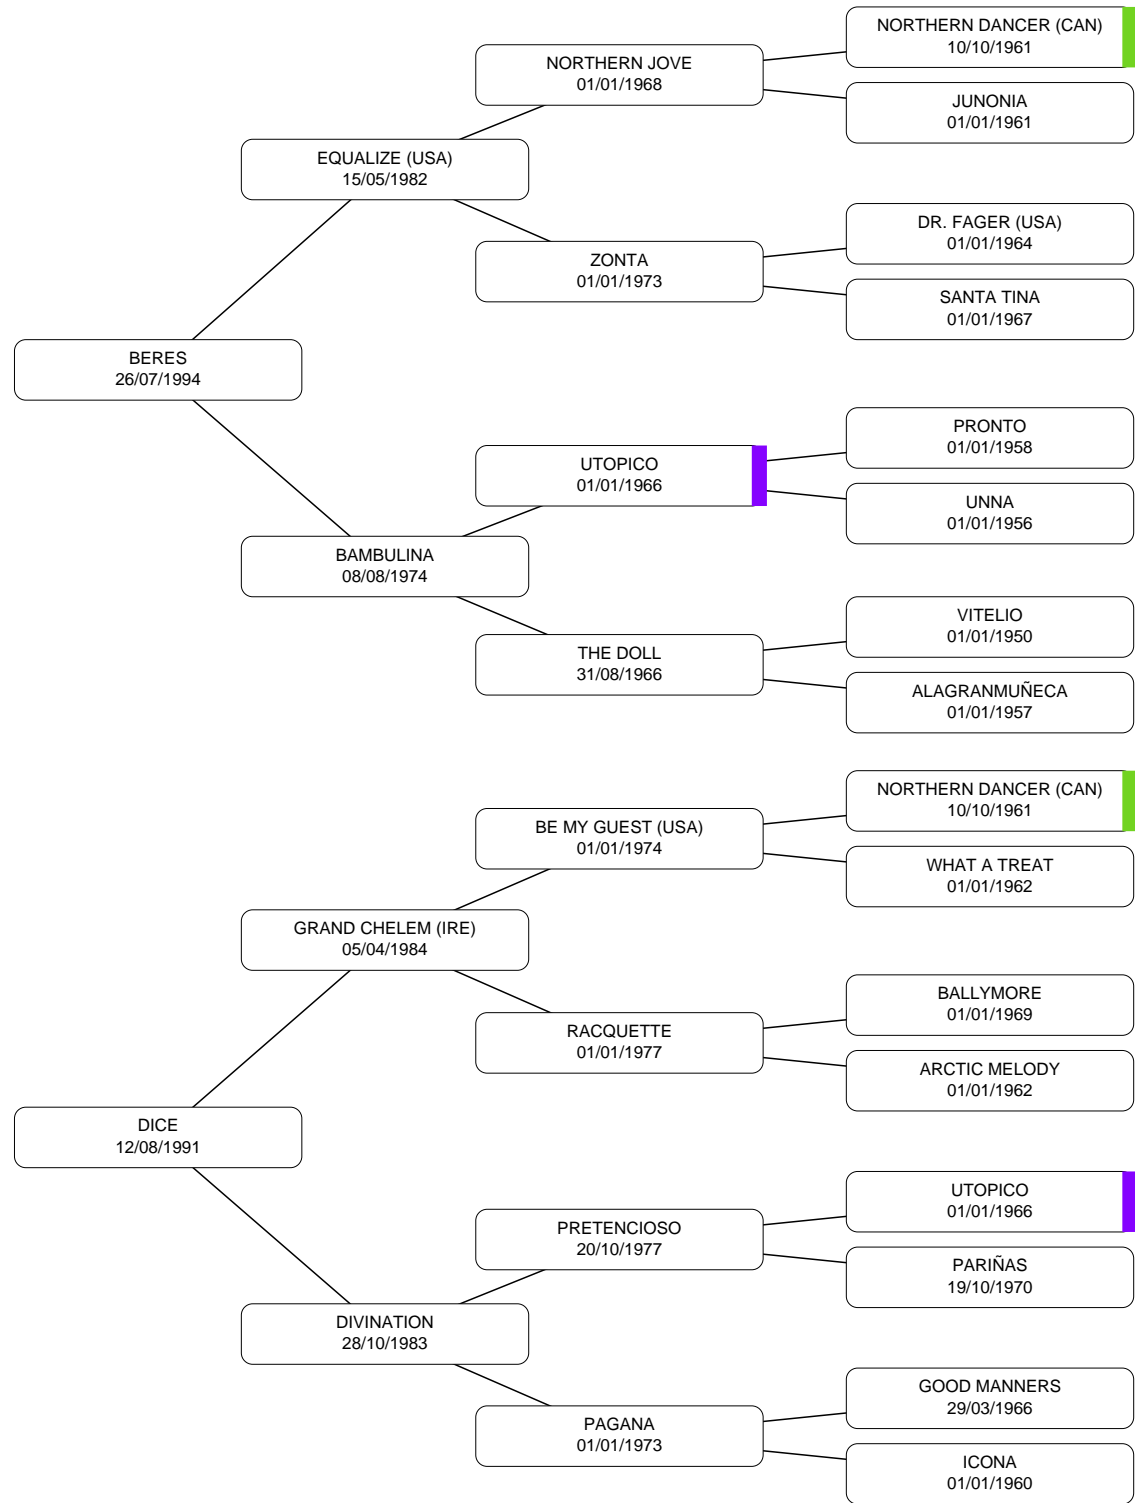 NORTHERN DANCER (CAN)
10/10/1961
NORTHERN JOVE
01/01/1968
JUNONIA
01/01/1961
EQUALIZE (USA)
15/05/1982
DR. FAGER (USA)
01/01/1964
ZONTA
01/01/1973
SANTA TINA
01/01/1967
BERES
26/07/1994
PRONTO
01/01/1958
UTOPICO
01/01/1966
UNNA
01/01/1956
BAMBULINA
08/08/1974
VITELIO
01/01/1950
THE DOLL
31/08/1966
ALAGRANMUÑECA
01/01/1957
NORTHERN DANCER (CAN)
10/10/1961
BE MY GUEST (USA)
01/01/1974
WHAT A TREAT
01/01/1962
GRAND CHELEM (IRE)
05/04/1984
BALLYMORE
01/01/1969
RACQUETTE
01/01/1977
ARCTIC MELODY
01/01/1962
DICE
12/08/1991
UTOPICO
01/01/1966
PRETENCIOSO
20/10/1977
PARIÑAS
19/10/1970
DIVINATION
28/10/1983
GOOD MANNERS
29/03/1966
PAGANA
01/01/1973
ICONA
01/01/1960